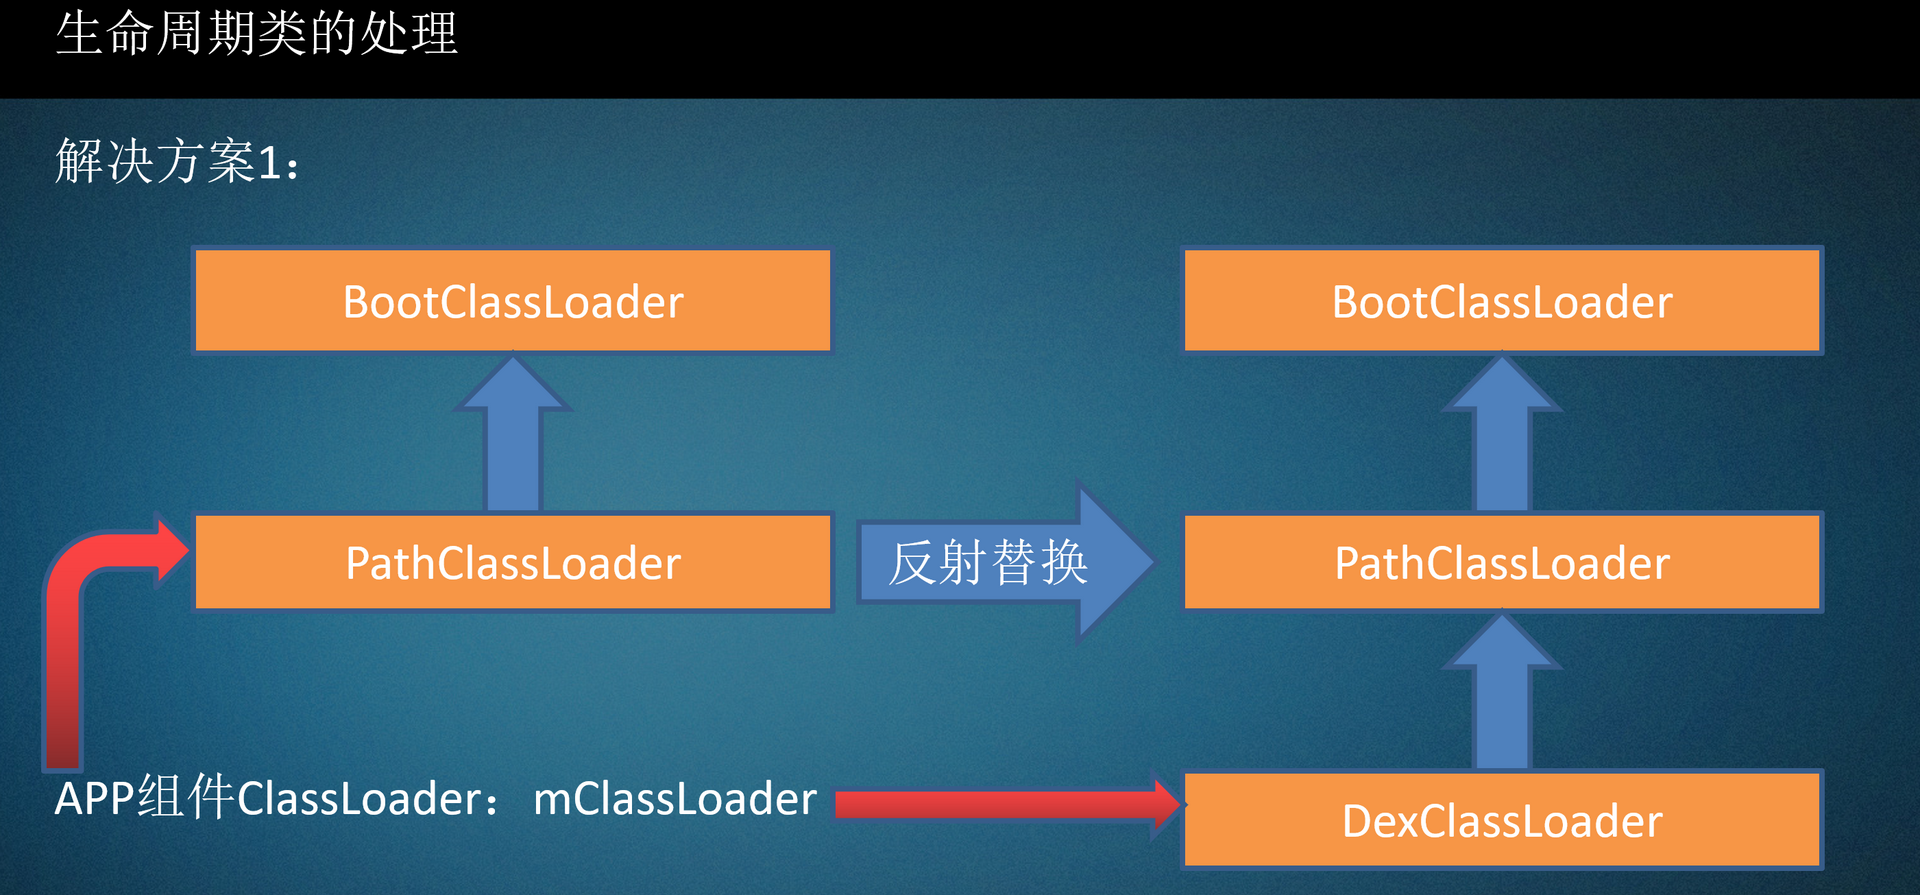 生命周期类的处理
解决方案1：
BootClassLoader
BootClassLoader
PathClassLoader
反射替换
PathClassLoader
APP组件ClassLoader： mClassLoader
DexClassLoader